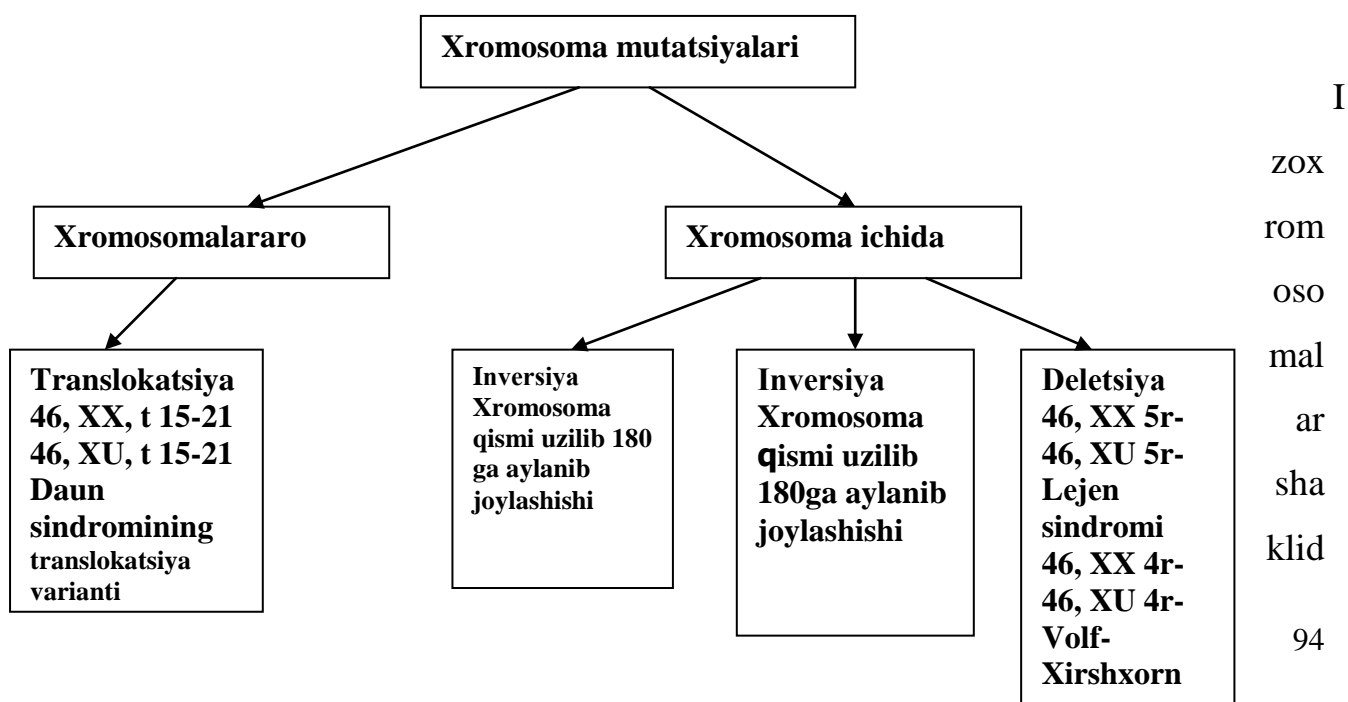 Xromosoma mutatsiyalari
Xromosomalararo
Xromosoma ichida
Translokatsiya
46, XX, t 15-21
46, XU, t 15-21
Daun
sindromining
translokatsiya
varianti
Inversiya
Xromosoma
qismi uzilib 180
ga aylanib
joylashishi
Inversiya
Xromosoma
qismi uzilib
180ga aylanib
joylashishi
Deletsiya
46, XX 5r-
46, XU 5r-
Lejen
sindromi
46, XX 4r-
46, XU 4r-
Volf-
Xirshxorn
I
zox
rom
oso
mal
ar
sha
klid
94